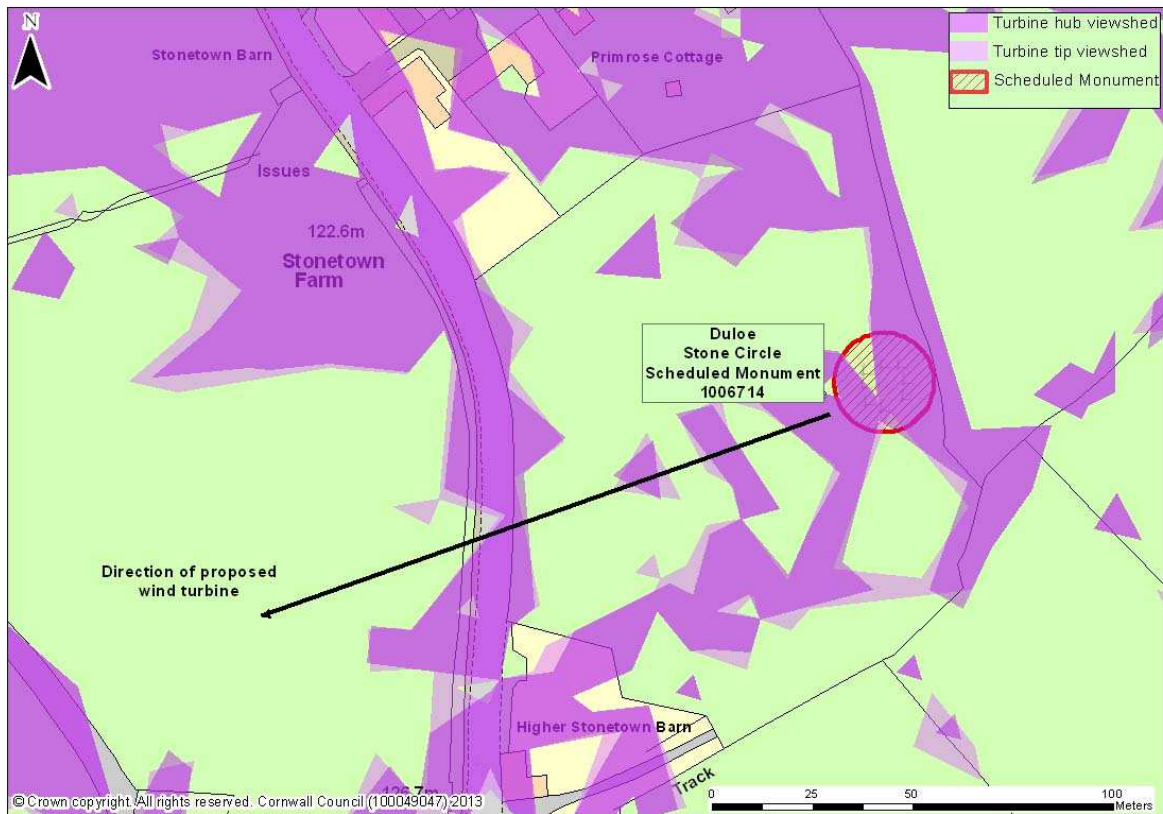 N
Stonetown Barn
Primrose Cottage
Turbine hub viewshed
Turbine tip viewshed
Scheduled Monument
Issues
122.6m
Stonetown
Farm
Duloe
Stone Circle
Scheduled Monument
1006714
Direction of proposed
wind turbine
Higher Stonetown Barn
Track
126.7m
© Crown copyright. All rights reserved. Cornwall Council (100049047) 2013
0 25 50 100
Meters